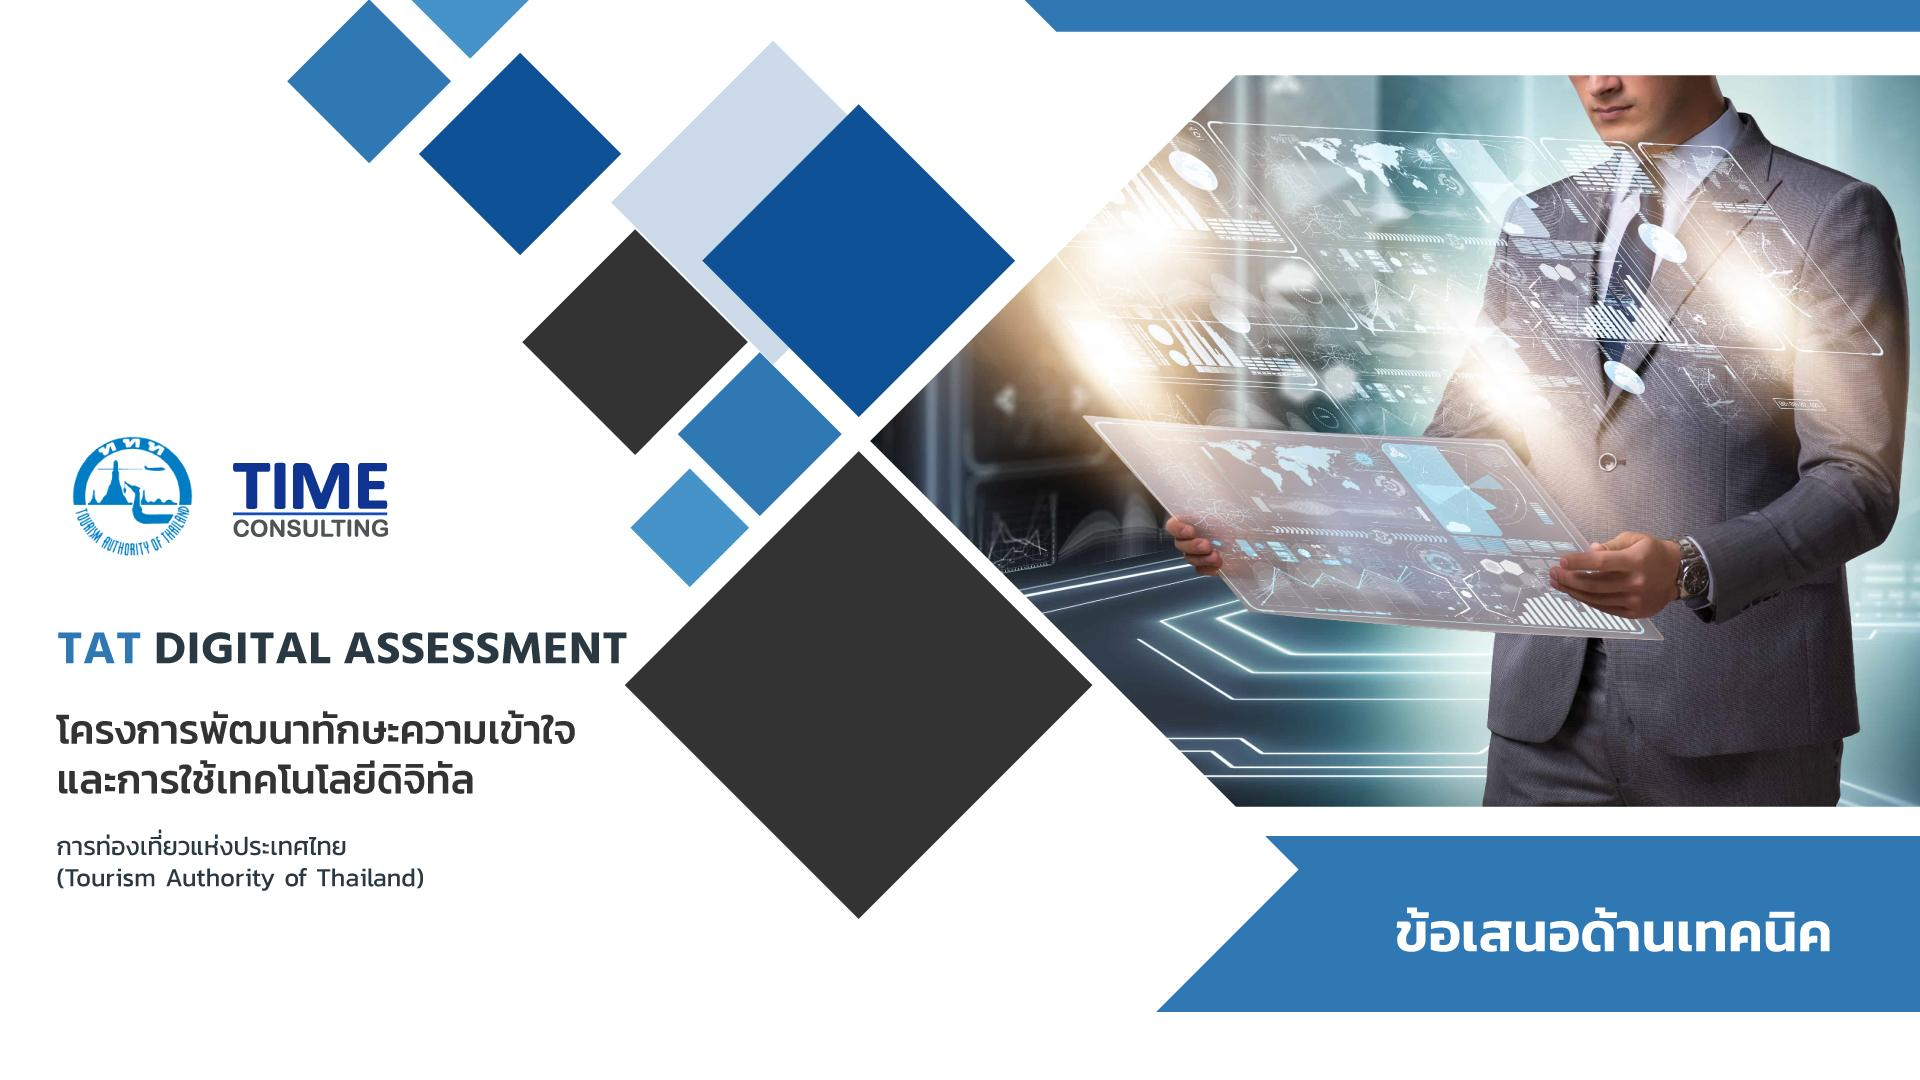 ททท
TOURISM AUTHORITY OF THAILAND
TIME
CONSULTING
TAT DIGITAL ASSESSMENT
โครงการพัฒนาทักษะความเข้าใจ
และการใช้เทคโนโลยีดิจิทัล
การท่องเที่ยวแห่งประเทศไทย
(Tourism Authority of Thailand)
ข้อเสนอด้านเทคนิค